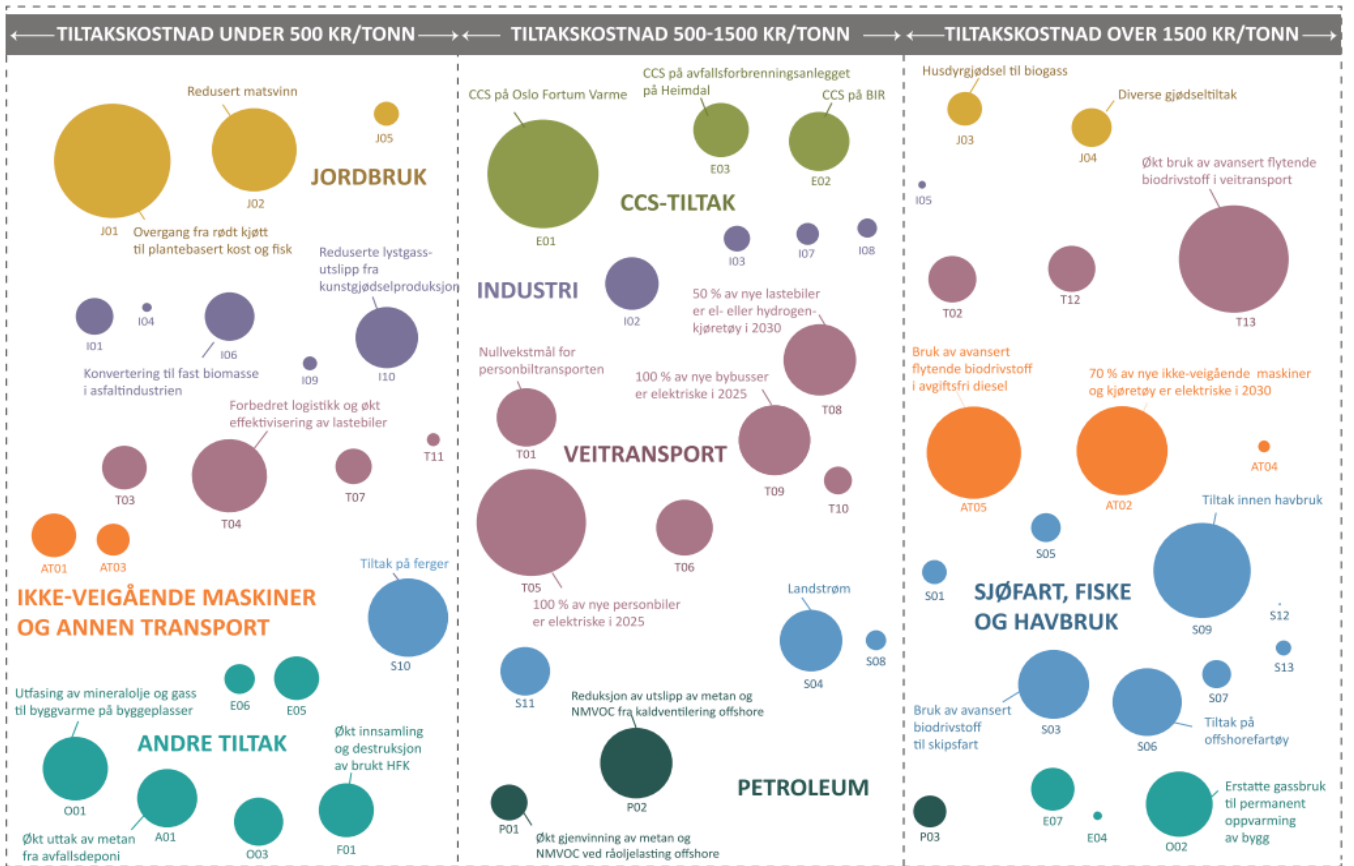 TILTAKSKOSTNAD UNDER 500 KR/TONN
TILTAKSKOSTNAD 500-1500 KR/TONN
TILTAKSKOSTNAD OVER 1500 KR/TONN
Redusert matsvinn
J05
J02
JORDBRUK
J01
Overgang fra rødt kjøtt
til plantebasert kost og fisk
Reduserte lystgass-
utslipp fra
kunstgjødselproduksjon
I01
I04
I06
I09
I10
Konvertering til fast biomasse
i asfaltindustrien
Forbedret logistikk og økt
effektivisering av lastebiler
T11
T03
T04
T07
AT01
AT03
IKKE-VEIGÅENDE MASKINER
OG ANNEN TRANSPORT
Tiltak på ferger
S10
E06
E05
Utfasing av mineralolje og gass
til byggvarme på byggeplasser
ANDRE TILTAK
Økt innsamling
og destruksjon
av brukt HFK
O01
A01
O03
F01
Økt uttak av metan
fra avfallsdeponi
CCS på Oslo Fortum Varme
CCS på avfallsforbrenningsanlegget
på Heimdal
CCS på BIR
E03
E02
CCS-TILTAK
E01
I03
I07
I08
INDUSTRI
I02
50 % av nye lastebiler
er el- eller hydrogen-
kjøretøy i 2030
Nullvekstmål for
personbiltransporten
100 % av nye bybusser
er elektriske i 2025
T08
T01
VEITRANSPORT
T09
T10
T05
T06
100 % av nye personbiler
er elektriske i 2025
Landstrøm
S11
S04
S08
Reduksjon av utslipp av metan og
NMVOC fra kaldventilering offshore
PETROLEUM
P02
P01
Økt gjenvinning av metan og
NMVOC ved råoljelasting offshore
Husdyrgjødsel til biogass
Diverse gjødseltiltak
J03
J04
I05
Økt bruk av avansert flytende
biodrivstoff i veitransport
T02
T12
T13
Bruk av avansert
flytende biodrivstoff
i avgiftsfri diesel
70 % av nye ikke-veigående maskiner
og kjøretøy er elektriske i 2030
AT05
AT02
AT04
Tiltak innen havbruk
S05
S01
SJØFART, FISKE
OG HAVBRUK
S09
S12
S13
S07
Bruk av avansert
biodrivstoff
til skipsfart
S03
S06
Tiltak på
offshorefartøy
P03
E07
E04
O02
Erstatte gassbruk
til permanent
oppvarming
av bygg